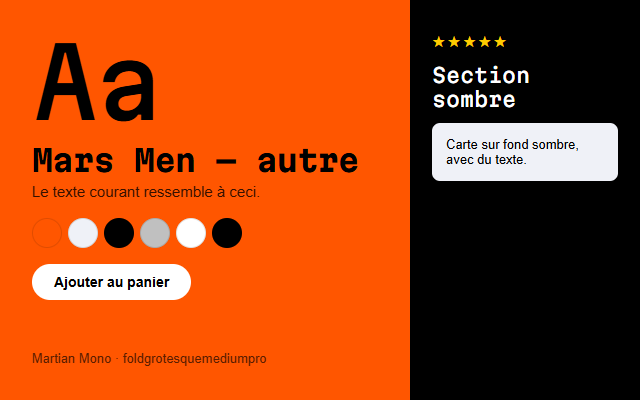 Aa
Mars Men — autre
Le texte courant ressemble à ceci.
Ajouter au panier
Martian Mono · foldgrotesquemediumpro
★★★★★
Section
sombre
Carte sur fond sombre,
avec du texte.